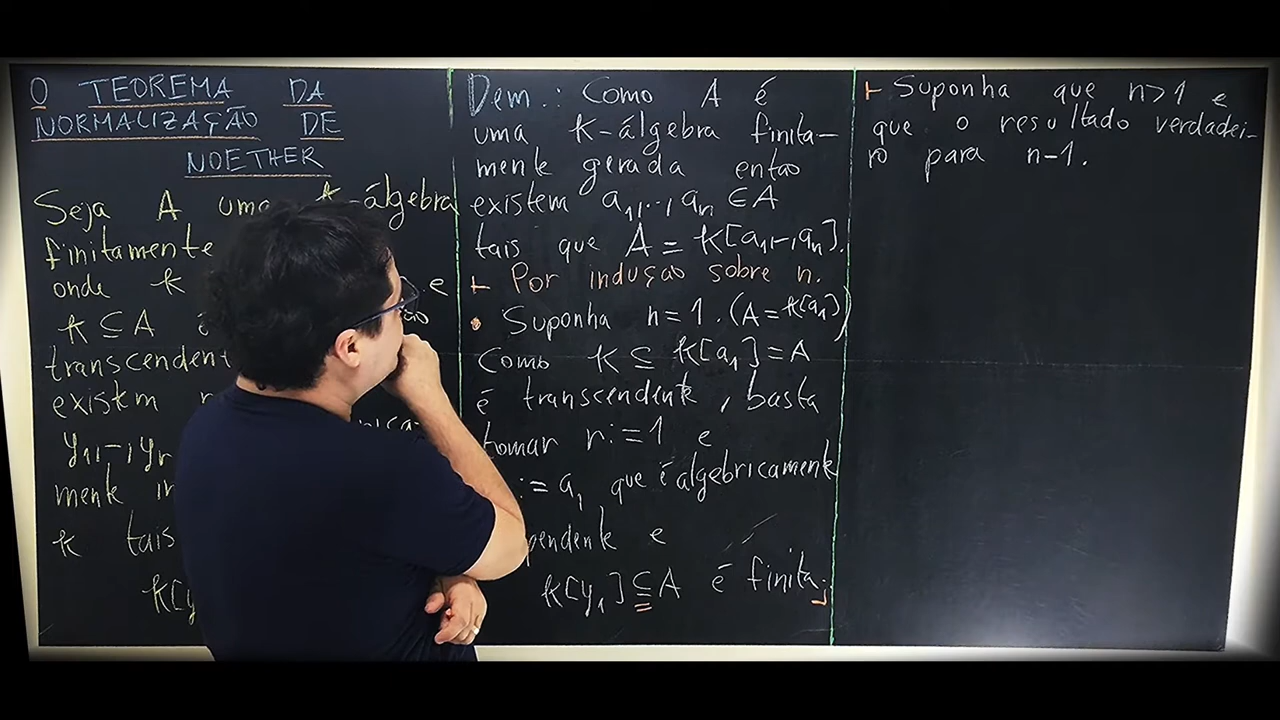 O TEOREMA DA
NORMALIZAÇÃO DE
NOETHER
Seja A uma k-álgebra
finitamente
onde k e
k ⊆ A
transcendent
existem
y1,-,yr
mente in
k tais
k[y
Dem.: Como A é
uma k-álgebra finita-
mente gerada então
existem a1,..,an ∈ A
tais que A = k[a1,-,an].
+ Por indução sobre n.
• Suponha n=1. (A=k[a1])
Como k ⊆ k[a1]=A
é transcendente, basta
tomar r:=1 e
:= a1 que é algebricamente
pendente e
k[y1] ⊆ A é finita;
+ Suponha que n>1 e
que o resultado verdadei-
ro para n-1.